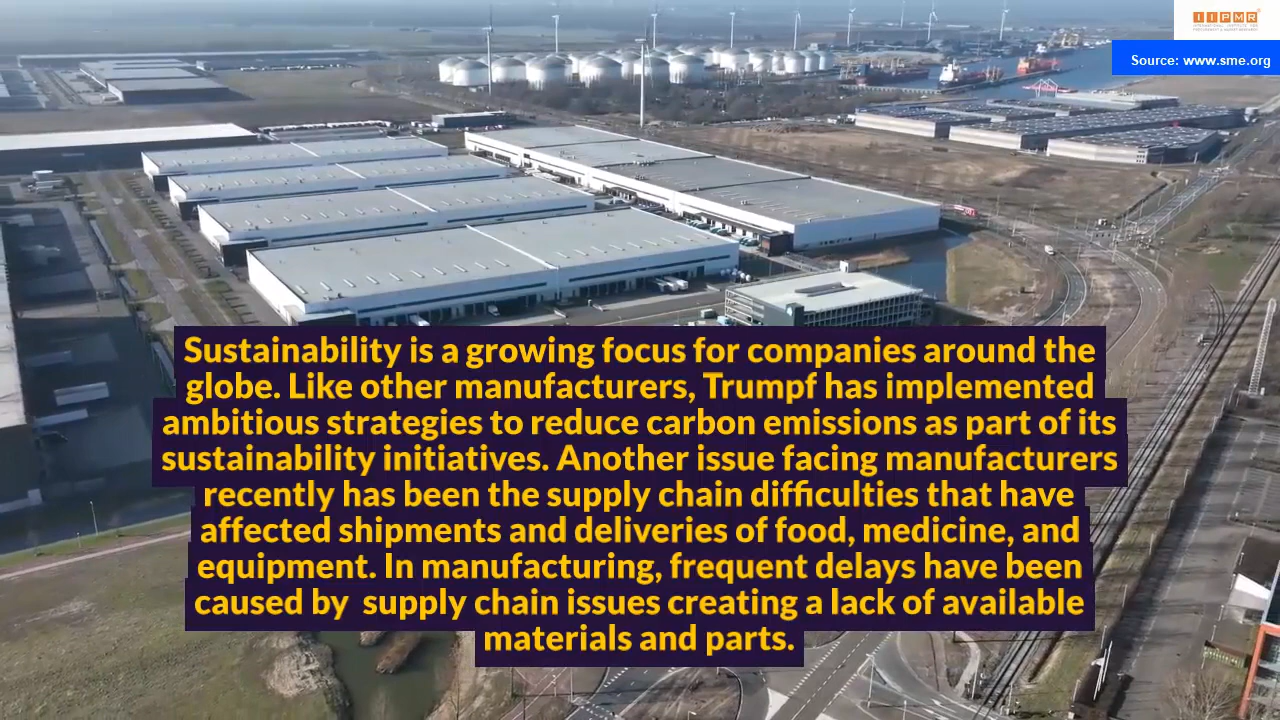 IIPMR
Source: www.sme.org
Sustainability is a growing focus for companies around the
globe. Like other manufacturers, Trumpf has implemented
ambitious strategies to reduce carbon emissions as part of its
sustainability initiatives. Another issue facing manufacturers
recently has been the supply chain difficulties that have
affected shipments and deliveries of food, medicine, and
equipment. In manufacturing, frequent delays have been
caused by  supply chain issues creating a lack of available
materials and parts.